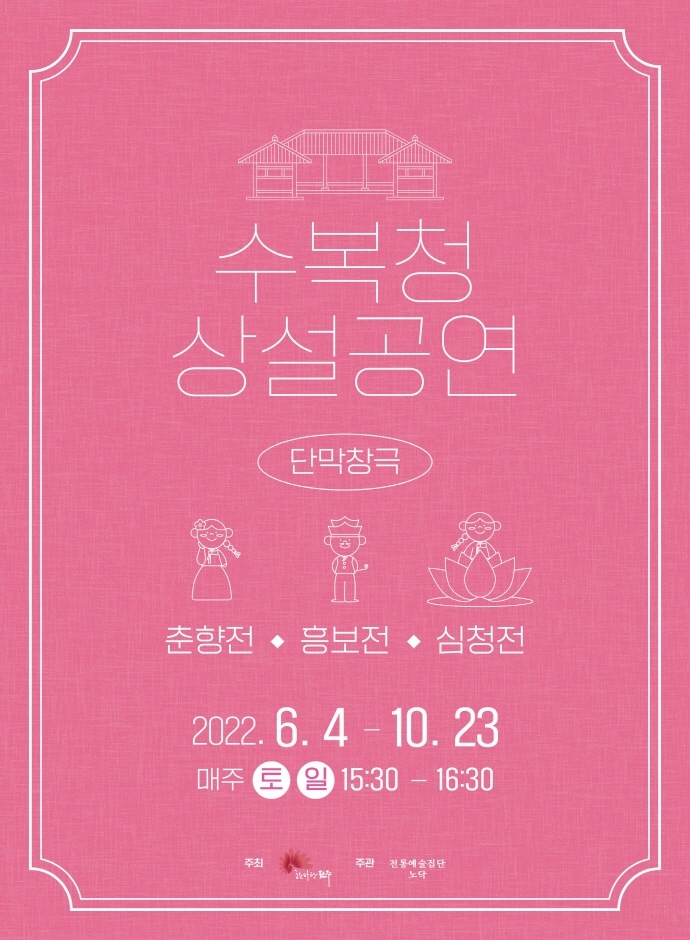 수복청
상설공연
단막창극
춘향전 ◆ 흥보전 ◆ 심청전
2022. 6. 4 – 10. 23
매주 토 일 15:30 – 16:30
주최 주관 전통예술집단
노닥